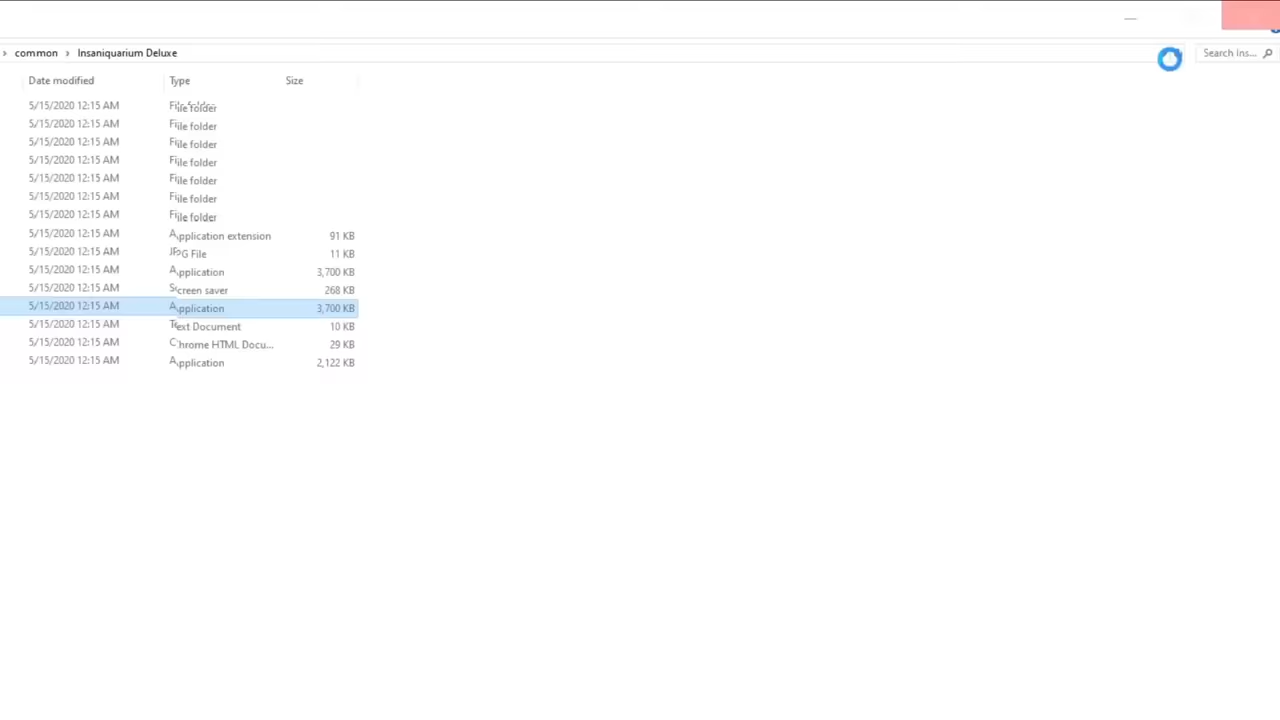 common > Insaniquarium Deluxe Search Ins...
Date modified Type Size
5/15/2020 12:15 AM File folder
5/15/2020 12:15 AM File folder
5/15/2020 12:15 AM File folder
5/15/2020 12:15 AM File folder
5/15/2020 12:15 AM File folder
5/15/2020 12:15 AM File folder
5/15/2020 12:15 AM File folder
5/15/2020 12:15 AM Application extension 91 KB
5/15/2020 12:15 AM JPG File 11 KB
5/15/2020 12:15 AM Application 3,700 KB
5/15/2020 12:15 AM Screen saver 268 KB
5/15/2020 12:15 AM Application 3,700 KB
5/15/2020 12:15 AM Text Document 10 KB
5/15/2020 12:15 AM Chrome HTML Docu... 29 KB
5/15/2020 12:15 AM Application 2,122 KB